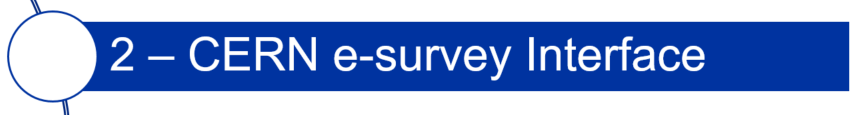 2 – CERN e-survey Interface